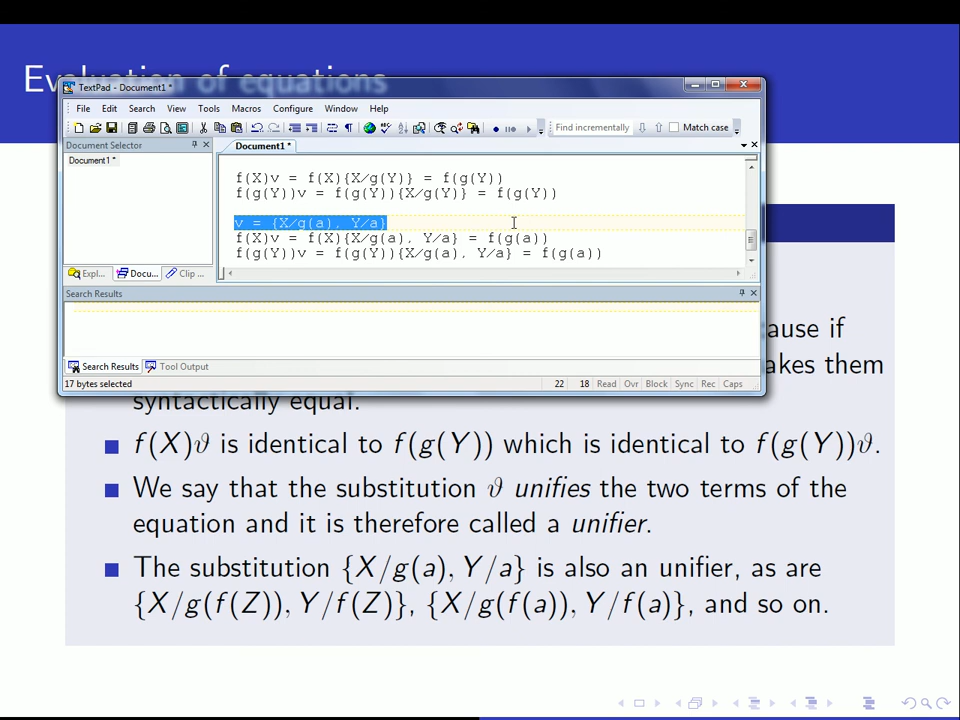 Evaluation of equations
TextPad - Document1 *
File Edit Search View Tools Macros Configure Window Help
Find incrementally Match case
Document Selector
Document1 *
Document1 *
f(X)v = f(X){X/g(Y)} = f(g(Y))
f(g(Y))v = f(g(Y)){X/g(Y)} = f(g(Y))
v = {X/g(a), Y/a}
f(X)v = f(X){X/g(a), Y/a} = f(g(a))
f(g(Y))v = f(g(Y)){X/g(a), Y/a} = f(g(a))
Expl... Docu... Clip ...
Search Results
Search Results Tool Output
17 bytes selected 22 18 Read Ovr Block Sync Rec Caps
cause if
akes them
syntactically equal.
f(X)ϑ is identical to f(g(Y)) which is identical to f(g(Y))ϑ.
We say that the substitution ϑ unifies the two terms of the
equation and it is therefore called a unifier.
The substitution {X/g(a), Y/a} is also an unifier, as are
{X/g(f(Z)), Y/f(Z)}, {X/g(f(a)), Y/f(a)}, and so on.